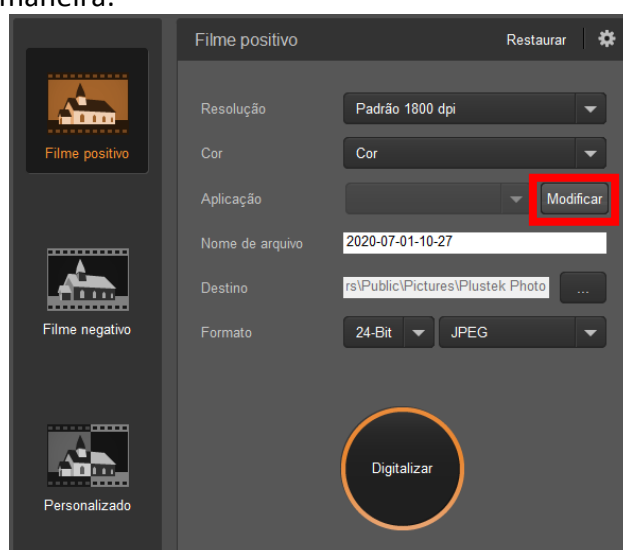 maneira:
Filme positivo Restaurar
Resolução Padrão 1800 dpi
Filme positivo
Cor Cor
Aplicação Modificar
Nome de arquivo 2020-07-01-10-27
Destino rs\Public\Pictures\Plustek Photo ...
Filme negativo
Formato 24-Bit JPEG
Digitalizar
Personalizado